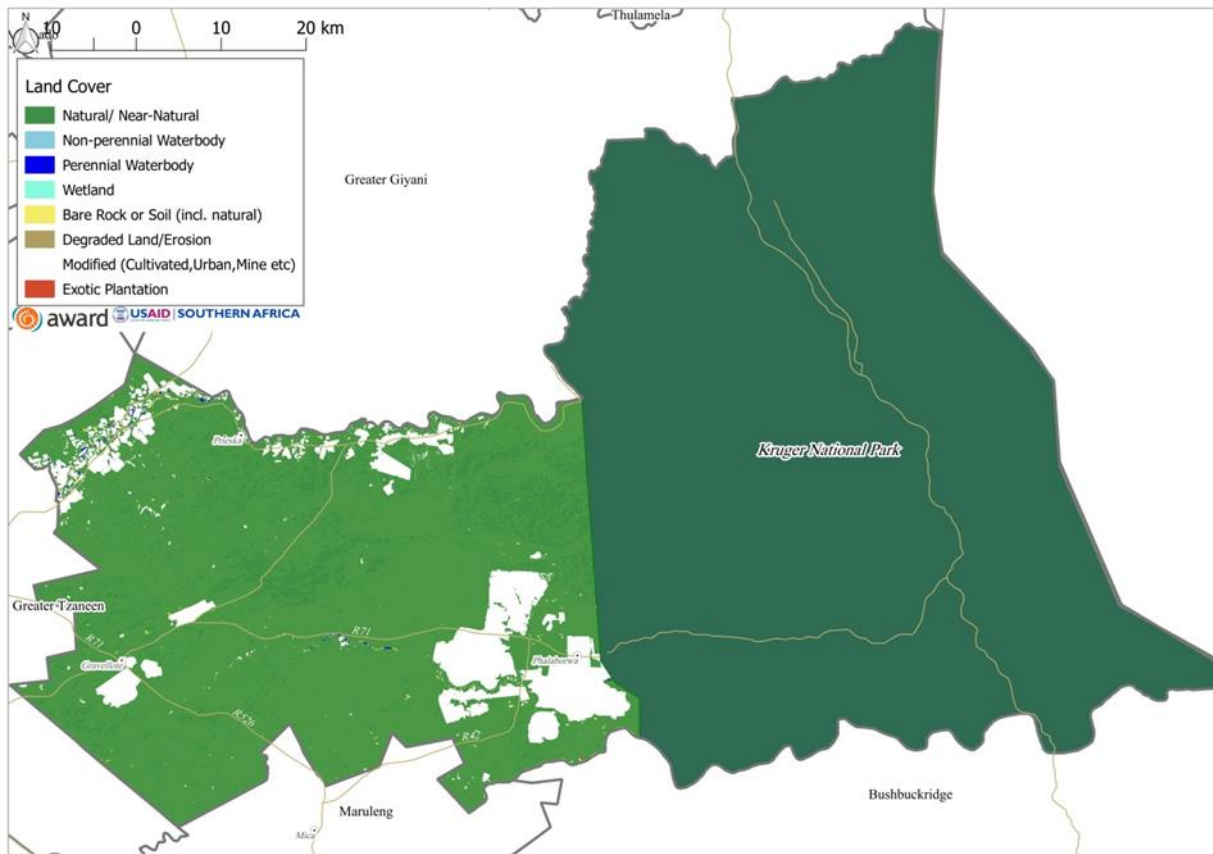 Thulamela
N
10 0 10 20 km
Land Cover
Natural/ Near-Natural
Non-perennial Waterbody
Perennial Waterbody
Wetland
Bare Rock or Soil (incl. natural)
Degraded Land/Erosion
Modified (Cultivated,Urban,Mine etc)
Exotic Plantation
award USAID SOUTHERN AFRICA
Greater Giyani
Prieska
Kruger National Park
Greater Tzaneen
R71
R71
Gravellote
Phalaborwa
R526
R42
Maruleng
Bushbuckridge
Mica